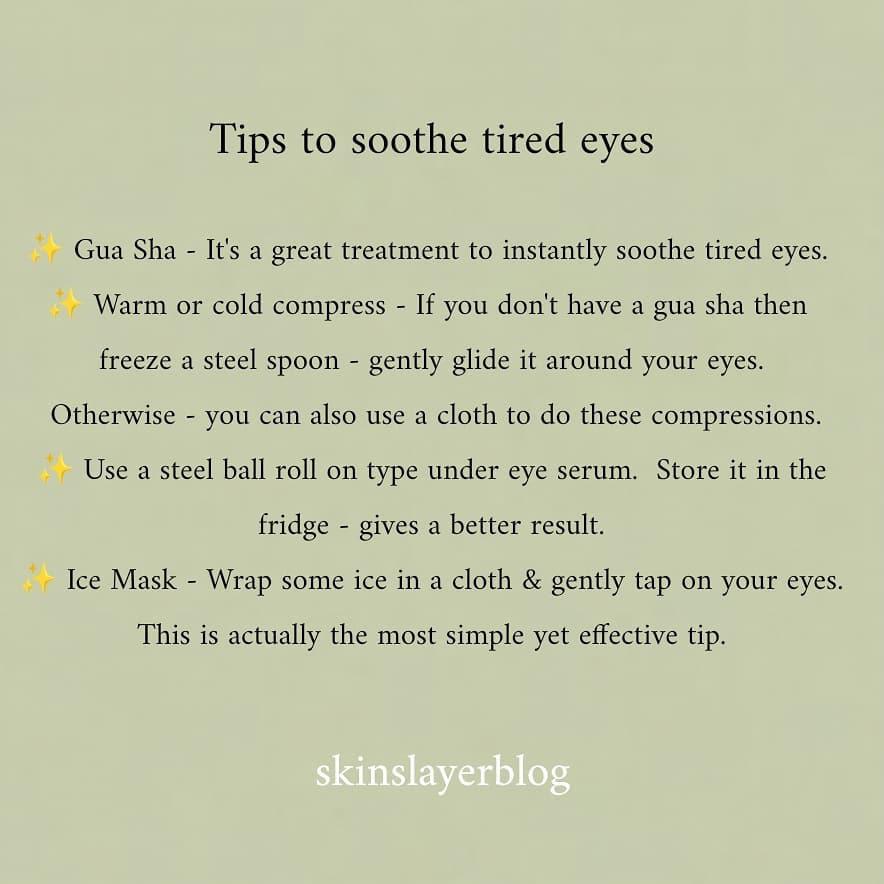 Tips to soothe tired eyes
✨ Gua Sha - It's a great treatment to instantly soothe tired eyes.
✨ Warm or cold compress - If you don't have a gua sha then
freeze a steel spoon - gently glide it around your eyes.
Otherwise - you can also use a cloth to do these compressions.
✨ Use a steel ball roll on type under eye serum.  Store it in the
fridge - gives a better result.
✨ Ice Mask - Wrap some ice in a cloth & gently tap on your eyes.
This is actually the most simple yet effective tip.
skinslayerblog